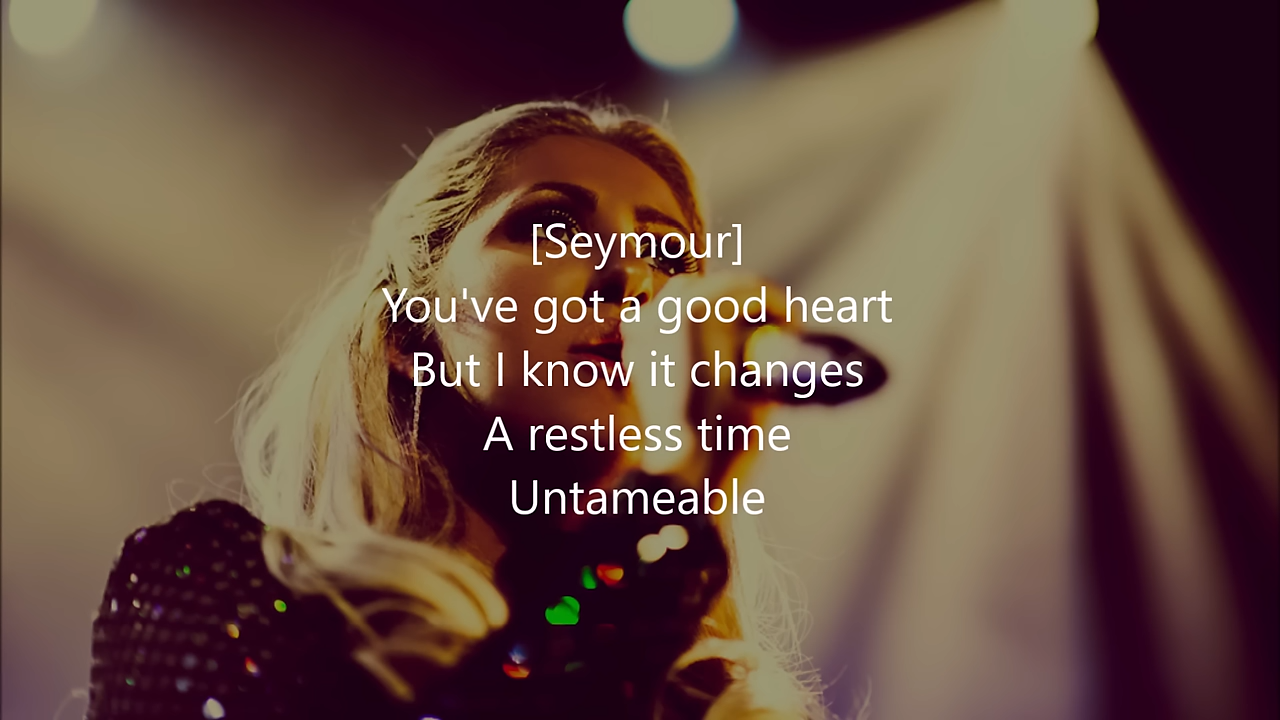 [Seymour]
You've got a good heart
But I know it changes
A restless time
Untameable